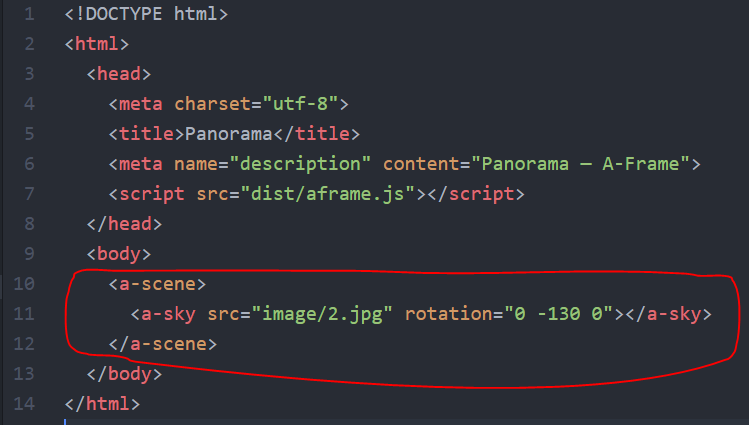 1 <!DOCTYPE html>
2 <html>
3   <head>
4     <meta charset="utf-8">
5     <title>Panorama</title>
6     <meta name="description" content="Panorama — A-Frame">
7     <script src="dist/aframe.js"></script>
8   </head>
9   <body>
10     <a-scene>
11       <a-sky src="image/2.jpg" rotation="0 -130 0"></a-sky>
12     </a-scene>
13   </body>
14 </html>